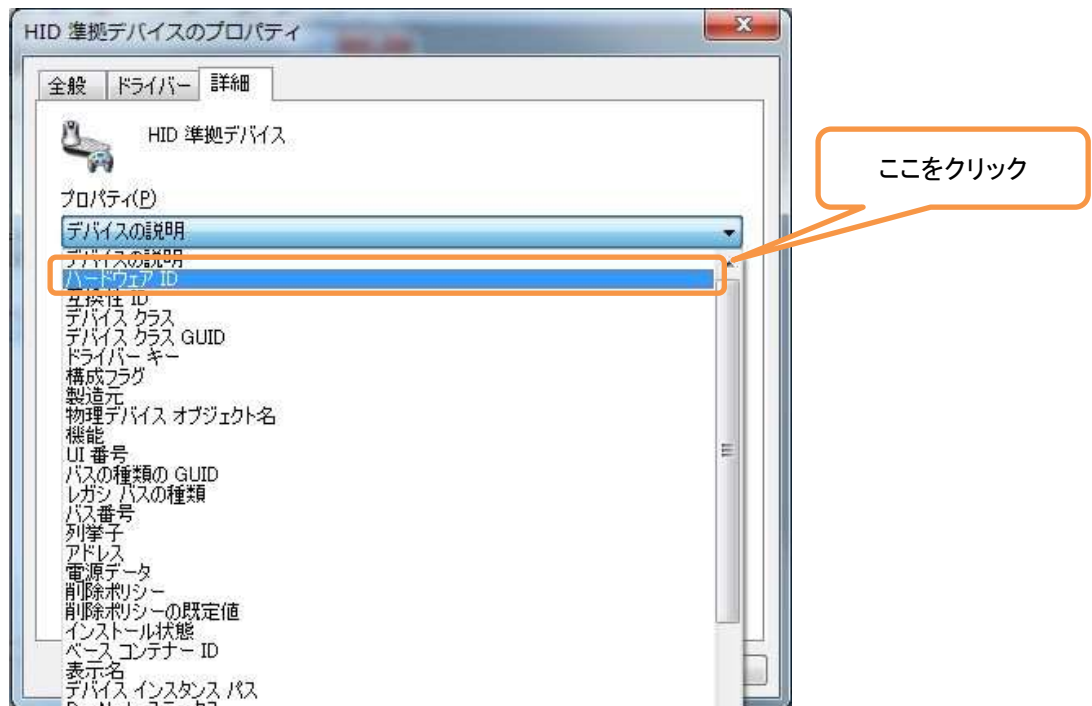 HID 準拠デバイスのプロパティ
全般 ドライバー 詳細
HID 準拠デバイス
ここをクリック
プロパティ(P)
デバイスの説明
デバイスの説明
ハードウェア ID
互換性 ID
デバイス クラス
デバイス クラス GUID
ドライバー キー
構成フラグ
製造元
物理デバイス オブジェクト名
機能
UI 番号
バスの種類の GUID
レガシ バスの種類
バス番号
列挙子
アドレス
電源データ
削除ポリシー
削除ポリシーの既定値
インストール状態
ベース コンテナー ID
表示名
デバイス インスタンス パス